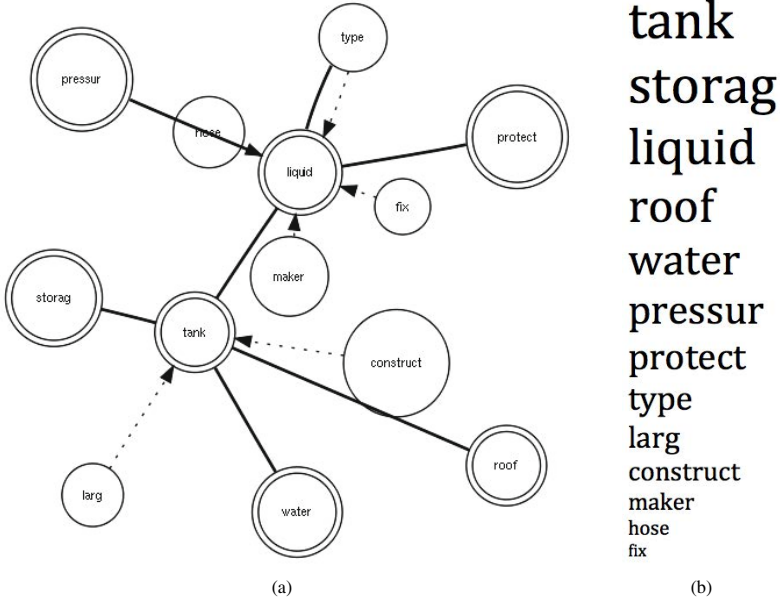 type
pressur
hose
protect
liquid
fix
maker
storag
tank
construct
roof
larg
water
(a)
tank
storag
liquid
roof
water
pressur
protect
type
larg
construct
maker
hose
fix
(b)